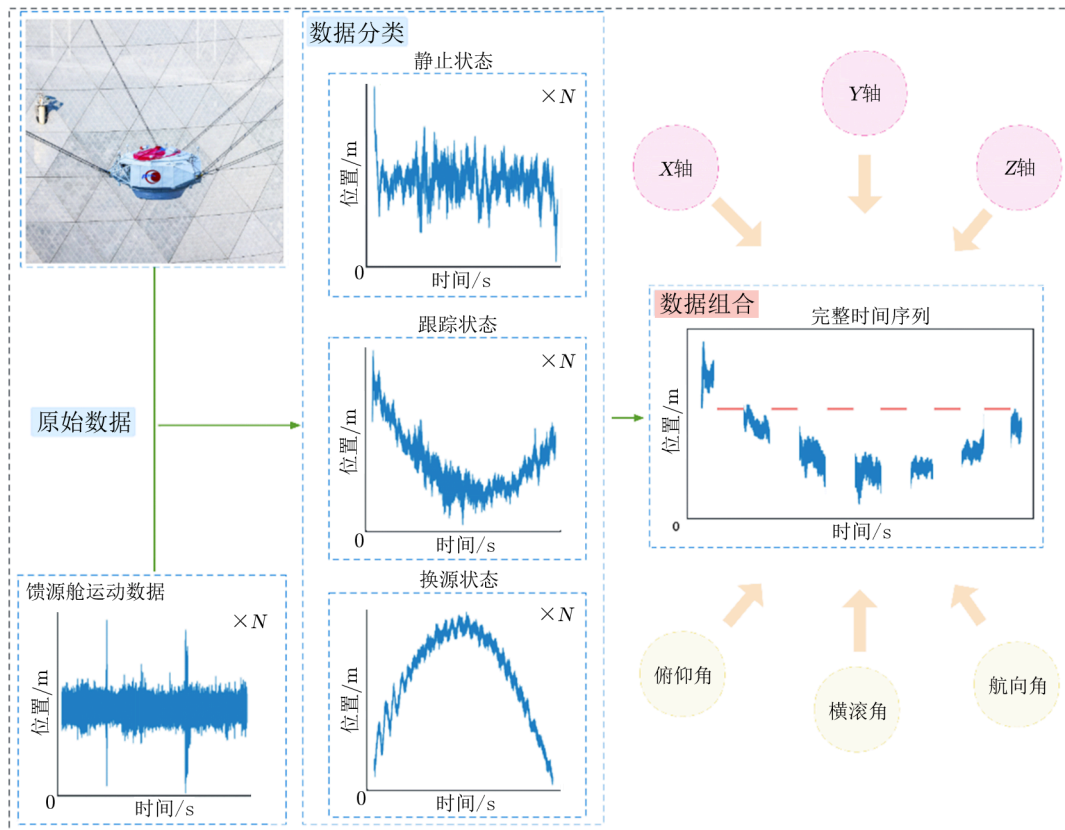 原始数据
馈源舱运动数据
×N
位置/m
0
时间/s
数据分类
静止状态
×N
位置/m
0
时间/s
跟踪状态
×N
位置/m
0
时间/s
换源状态
×N
位置/m
0
时间/s
X轴
Y轴
Z轴
数据组合
完整时间序列
位置/m
0
时间/s
俯仰角
横滚角
航向角